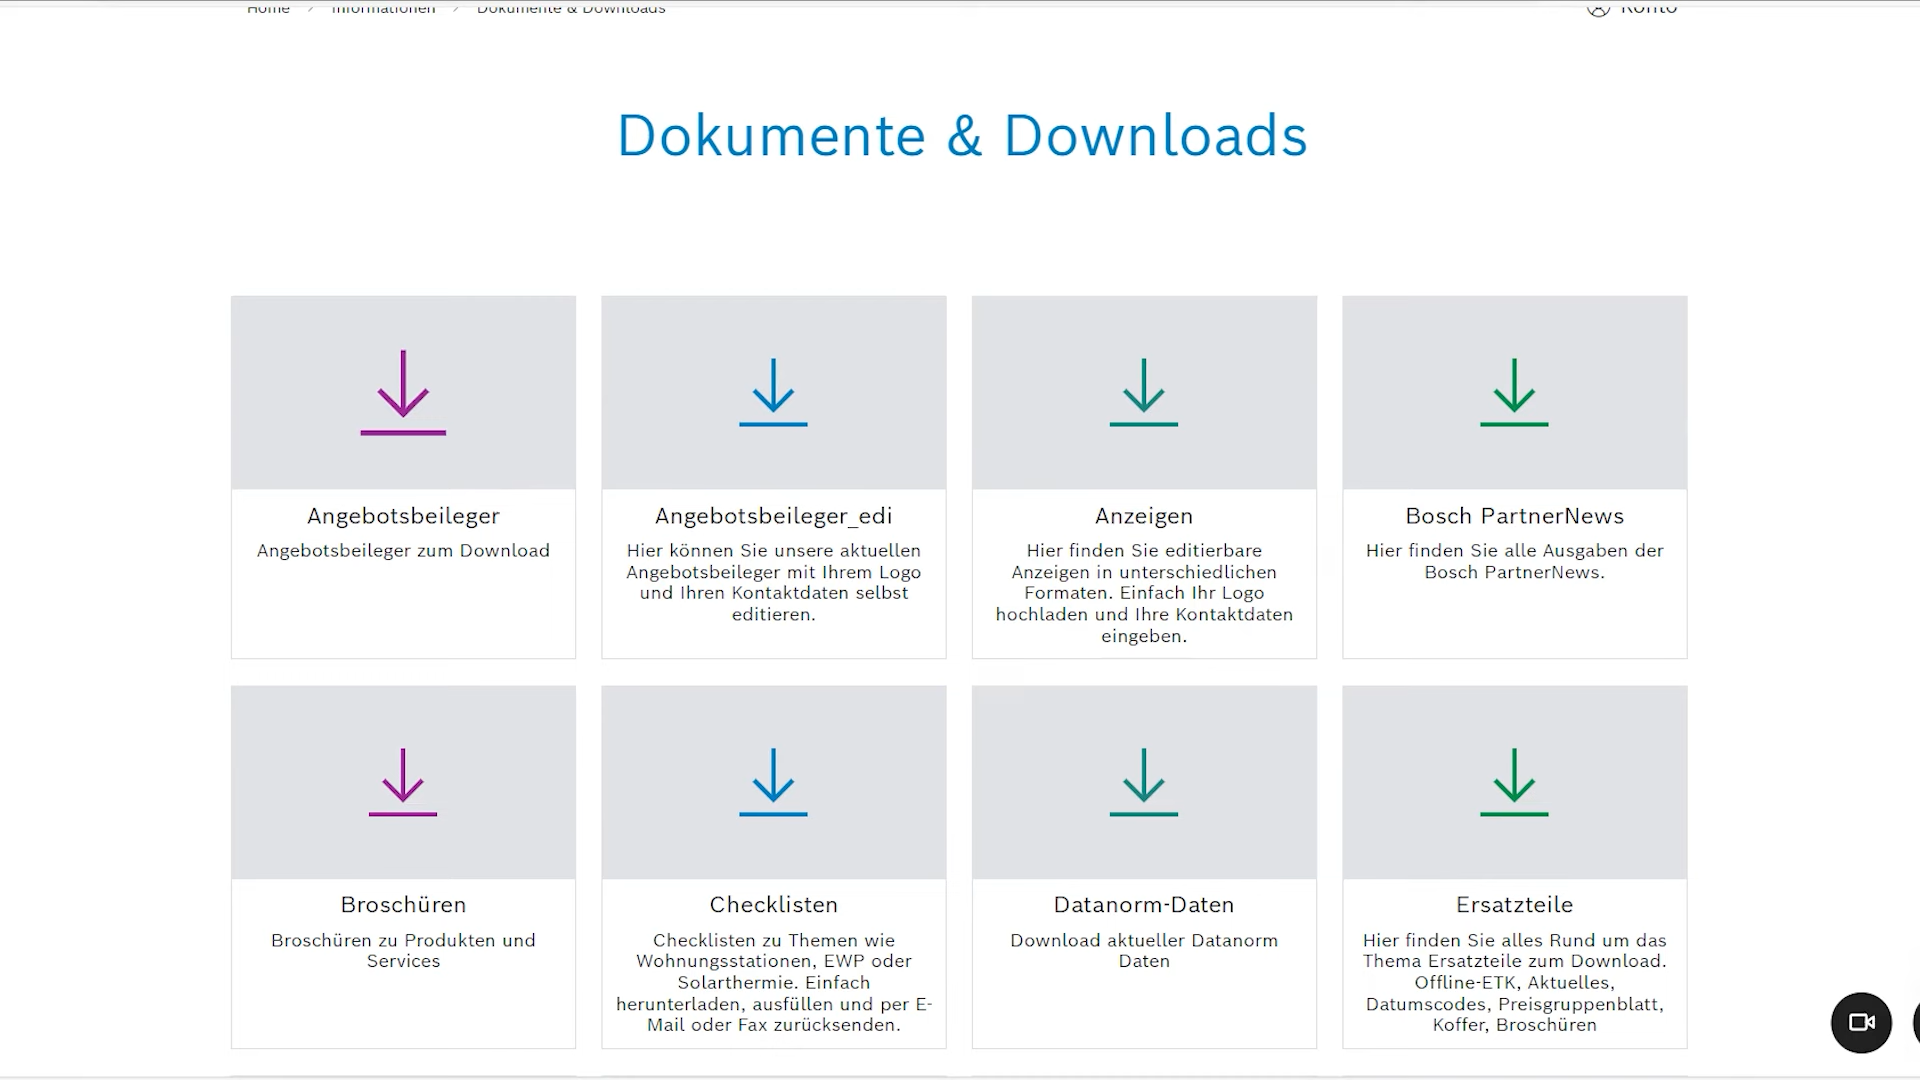 Home / Informationen / Dokumente & Downloads
Konto
Dokumente & Downloads
Angebotsbeileger
Angebotsbeileger zum Download
Angebotsbeileger_edi
Hier können Sie unsere aktuellen
Angebotsbeileger mit Ihrem Logo
und Ihren Kontaktdaten selbst
editieren.
Anzeigen
Hier finden Sie editierbare
Anzeigen in unterschiedlichen
Formaten. Einfach Ihr Logo
hochladen und Ihre Kontaktdaten
eingeben.
Bosch PartnerNews
Hier finden Sie alle Ausgaben der
Bosch PartnerNews.
Broschüren
Broschüren zu Produkten und
Services
Checklisten
Checklisten zu Themen wie
Wohnungsstationen, EWP oder
Solarthermie. Einfach
herunterladen, ausfüllen und per E-
Mail oder Fax zurücksenden.
Datanorm-Daten
Download aktueller Datanorm
Daten
Ersatzteile
Hier finden Sie alles Rund um das
Thema Ersatzteile zum Download.
Offline-ETK, Aktuelles,
Datumscodes, Preisgruppenblatt,
Koffer, Broschüren